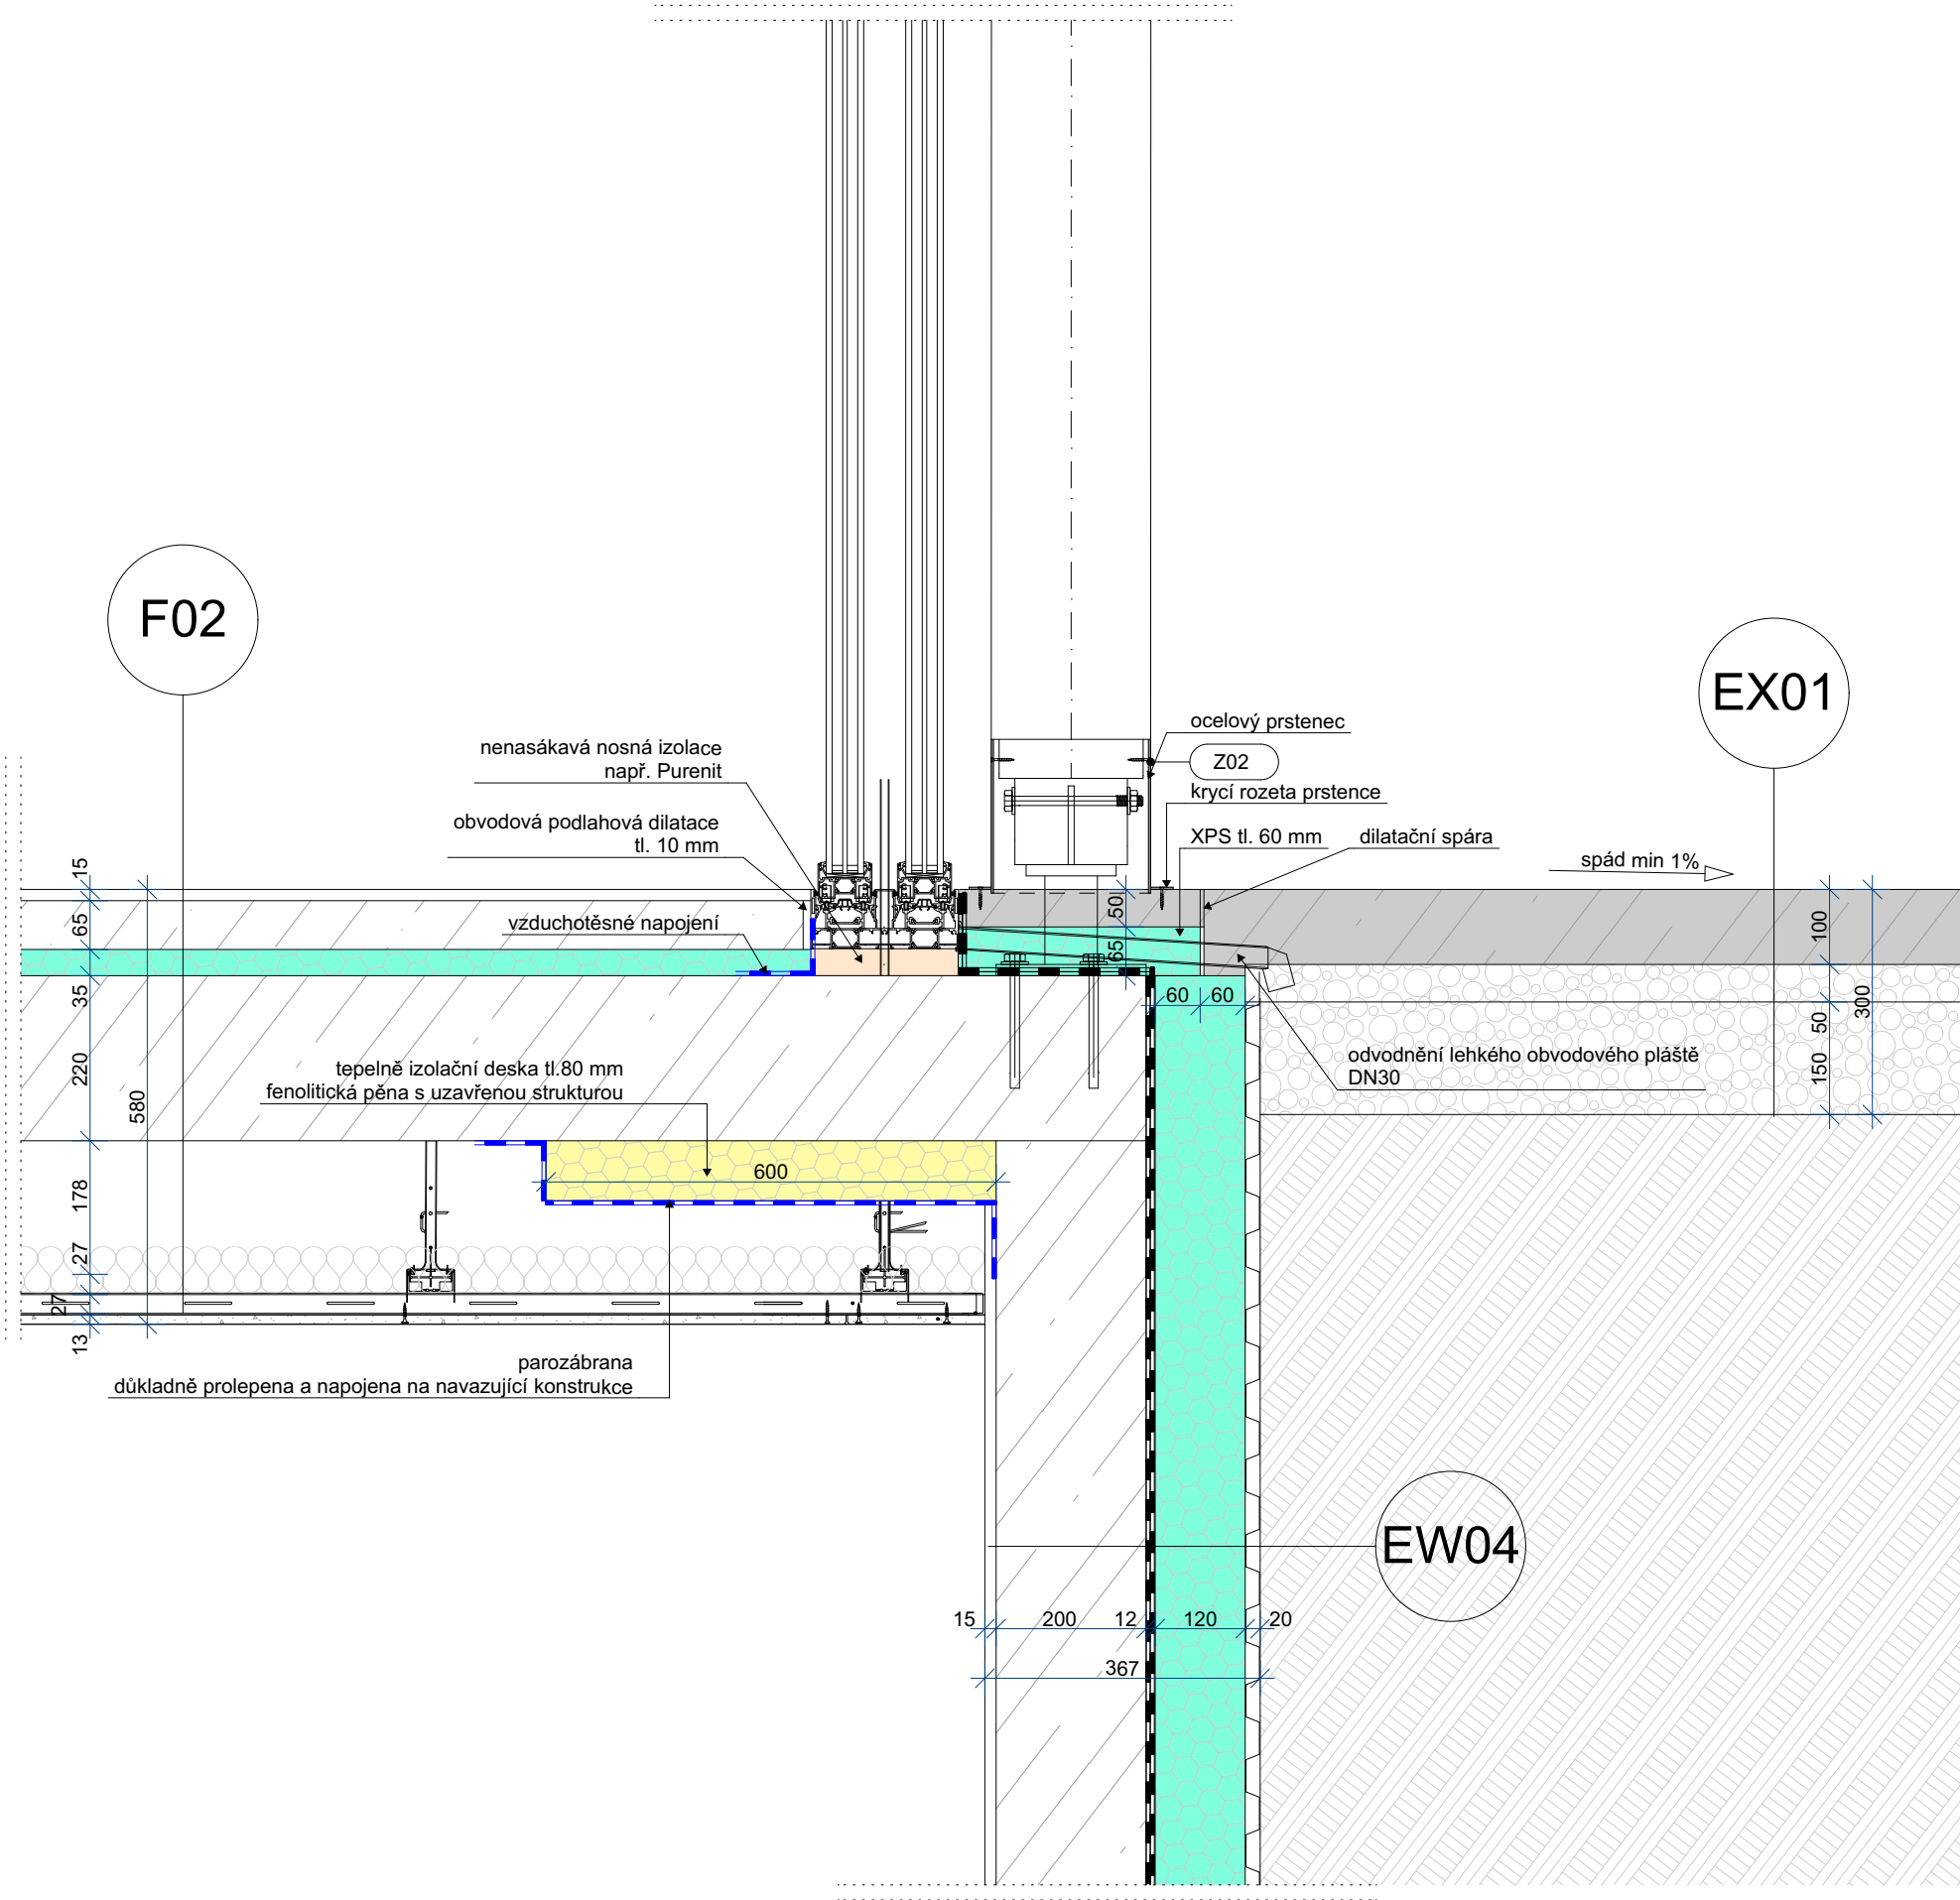 F02
EX01
nenasákavá nosná izolace
např. Purenit
obvodová podlahová dilatace
tl. 10 mm
vzduchotěsné napojení
ocelový prstenec
Z02
krycí rozeta prstence
XPS tl. 60 mm
dilatační spára
spád min 1%
15
65
35
220
580
178
27
27
13
50
65
60
60
100
300
50
150
odvodnění lehkého obvodového pláště
DN30
tepelně izolační deska tl.80 mm
fenolitická pěna s uzavřenou strukturou
600
parozábrana
důkladně prolepena a napojena na navazující konstrukce
EW04
15
200
12
120
20
367